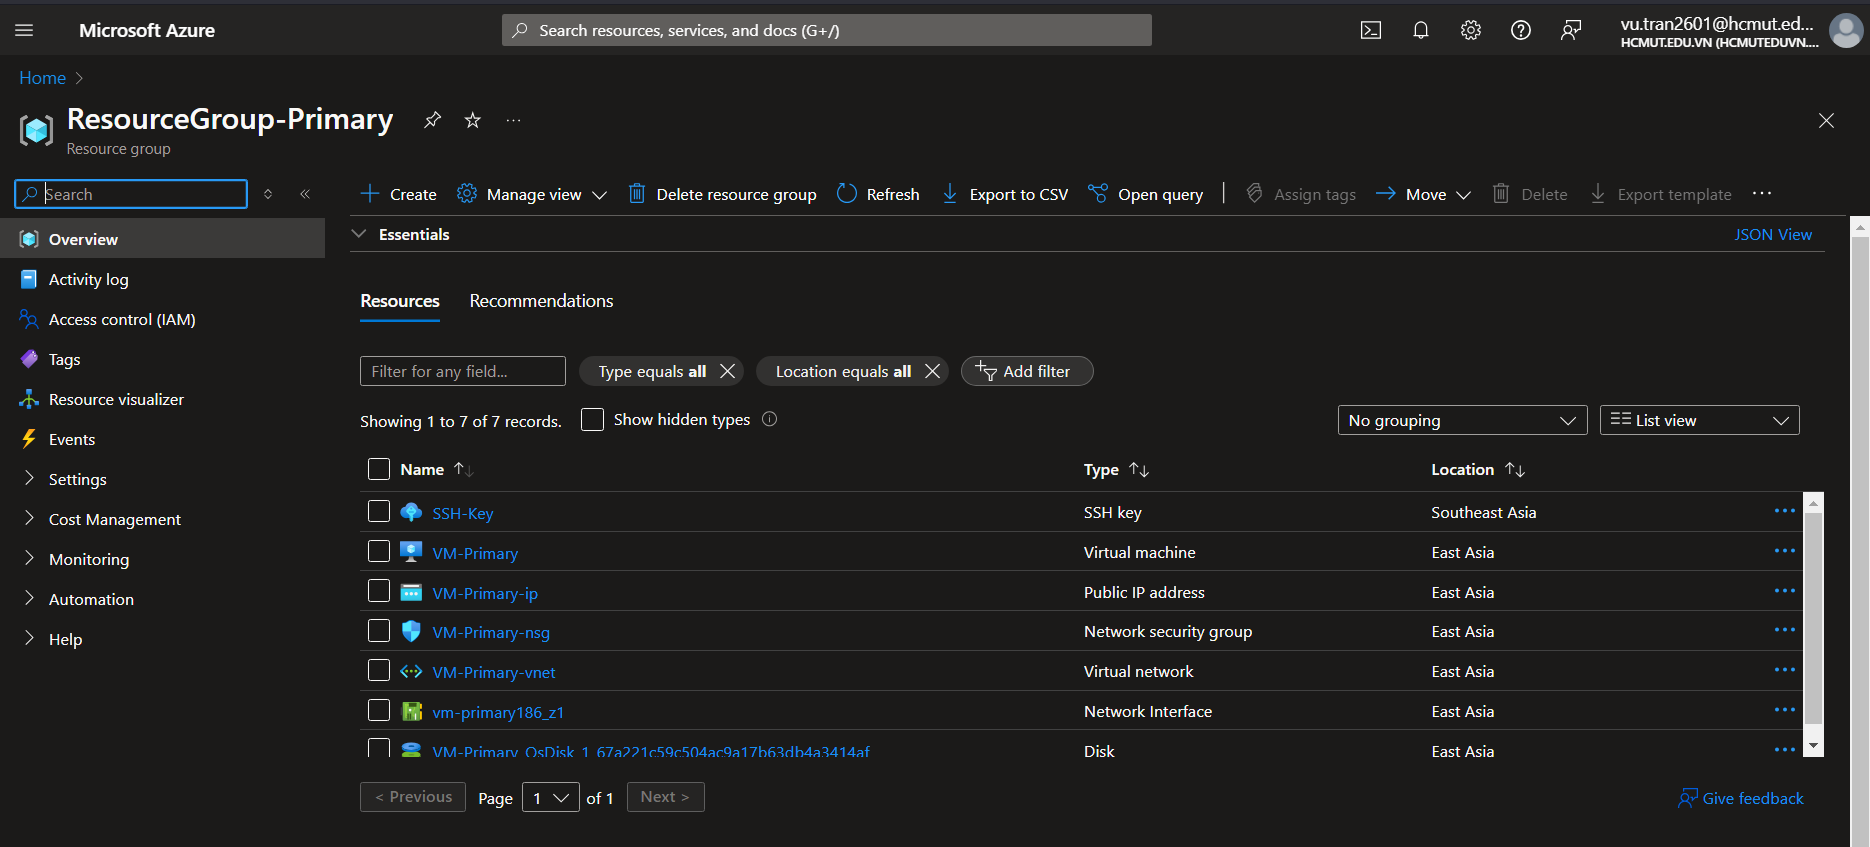 Microsoft Azure
Search resources, services, and docs (G+/)
vu.tran2601@hcmut.ed...
HCMUT.EDU.VN (HCMUTEDUVN....
Home
ResourceGroup-Primary
Resource group
Search
Create
Manage view
Delete resource group
Refresh
Export to CSV
Open query
Assign tags
Move
Delete
Export template
Overview
Activity log
Access control (IAM)
Tags
Resource visualizer
Events
Settings
Cost Management
Monitoring
Automation
Help
Essentials
JSON View
Resources
Recommendations
Filter for any field...
Type equals all
Location equals all
Add filter
Showing 1 to 7 of 7 records.
Show hidden types
No grouping
List view
Name Type Location
SSH-Key SSH key Southeast Asia
VM-Primary Virtual machine East Asia
VM-Primary-ip Public IP address East Asia
VM-Primary-nsg Network security group East Asia
VM-Primary-vnet Virtual network East Asia
vm-primary186_z1 Network Interface East Asia
VM-Primary_OsDisk_1_67a221c59c504ac9a17b63db4a3414af Disk East Asia
< Previous Page 1 of 1 Next >
Give feedback